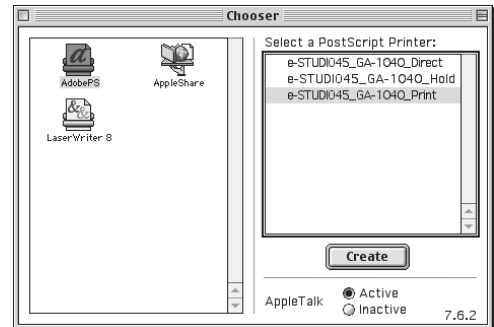 Chooser
AdobePS
AppleShare
LaserWriter 8
Select a PostScript Printer:
e-STUDIO45_GA-1040_Direct
e-STUDIO45_GA-1040_Hold
e-STUDIO45_GA-1040_Print
Create
AppleTalk
Active
Inactive
7.6.2